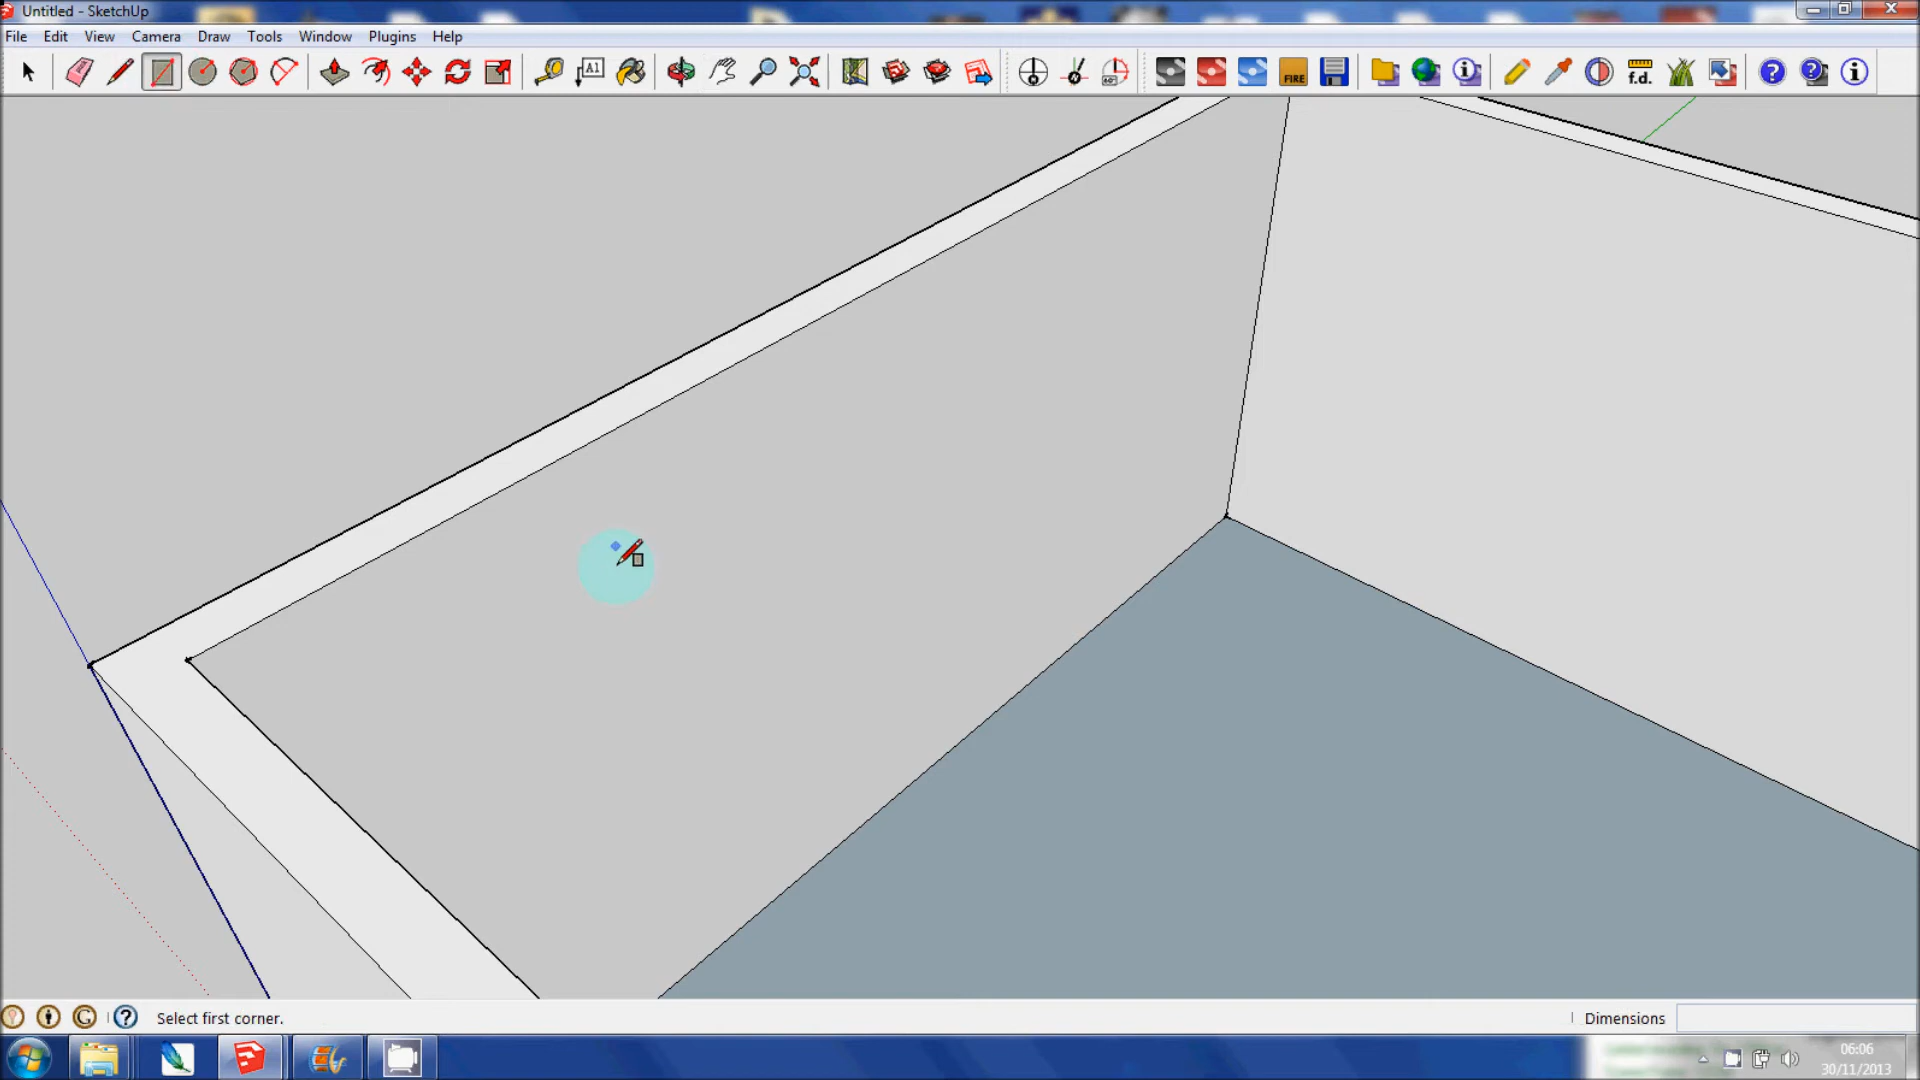 Untitled - SketchUp
File Edit View Camera Draw Tools Window Plugins Help
A1 FIRE f.d.
Select first corner.
Dimensions
06:06
30/11/2013